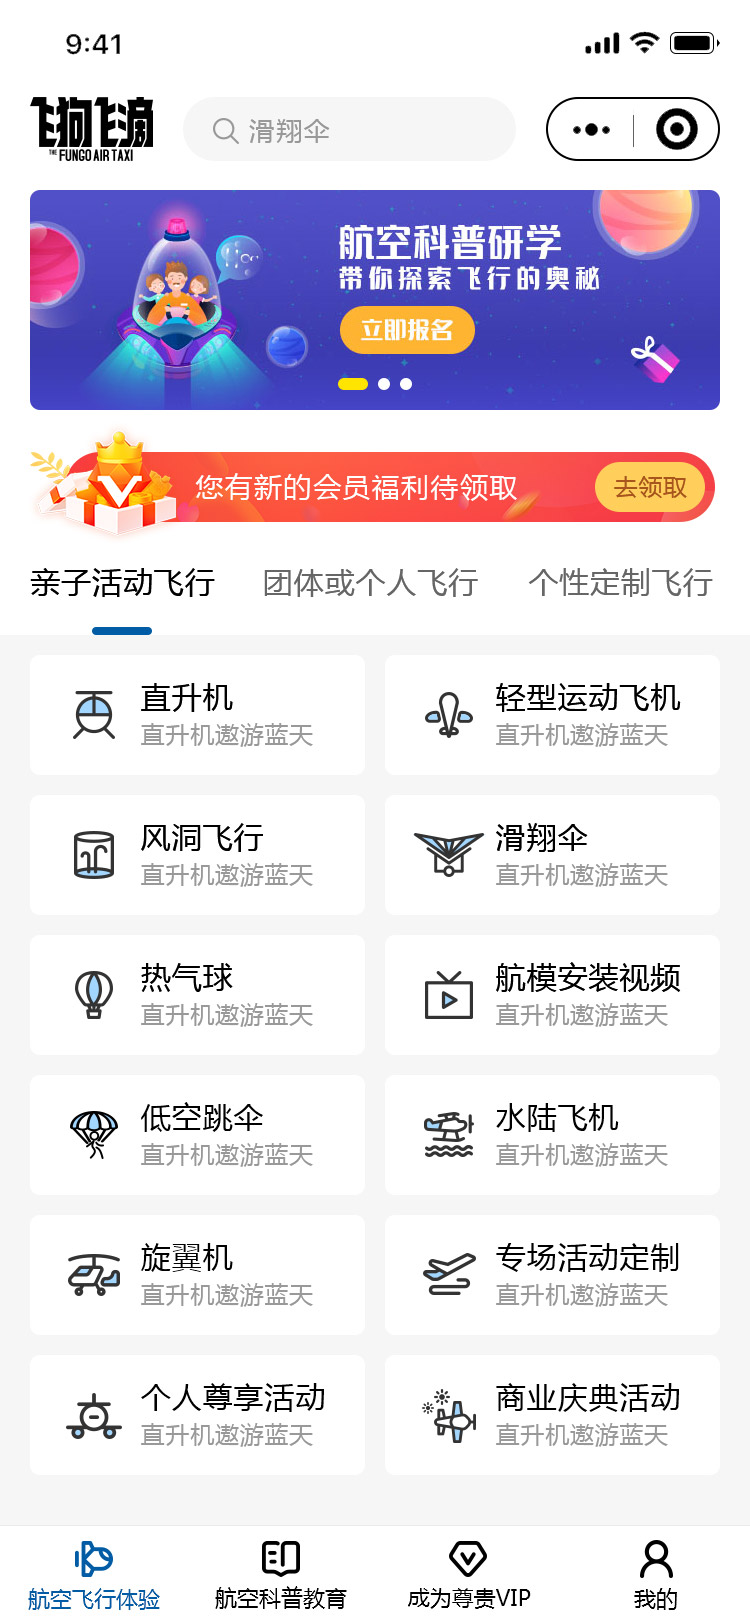 9:41
飞狗飞滴
THE FUNGO AIR TAXI
滑翔伞
航空科普研学
带你探索飞行的奥秘
立即报名
您有新的会员福利待领取
去领取
亲子活动飞行
团体或个人飞行
个性定制飞行
直升机
直升机遨游蓝天
轻型运动飞机
直升机遨游蓝天
风洞飞行
直升机遨游蓝天
滑翔伞
直升机遨游蓝天
热气球
直升机遨游蓝天
航模安装视频
直升机遨游蓝天
低空跳伞
直升机遨游蓝天
水陆飞机
直升机遨游蓝天
旋翼机
直升机遨游蓝天
专场活动定制
直升机遨游蓝天
个人尊享活动
直升机遨游蓝天
商业庆典活动
直升机遨游蓝天
航空飞行体验
航空科普教育
成为尊贵VIP
我的